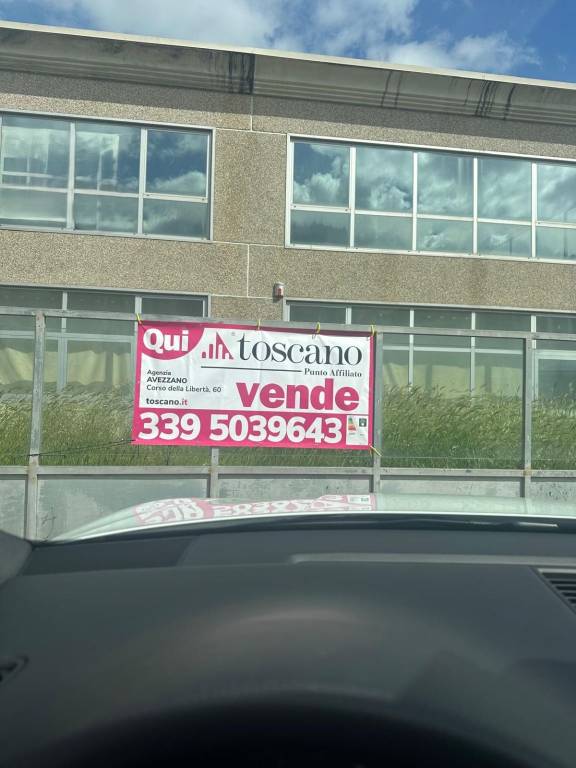 Qui
toscano
Punto Affiliato
Agenzia
AVEZZANO
Corso della Libertà, 60
toscano.it
vende
339 5039643